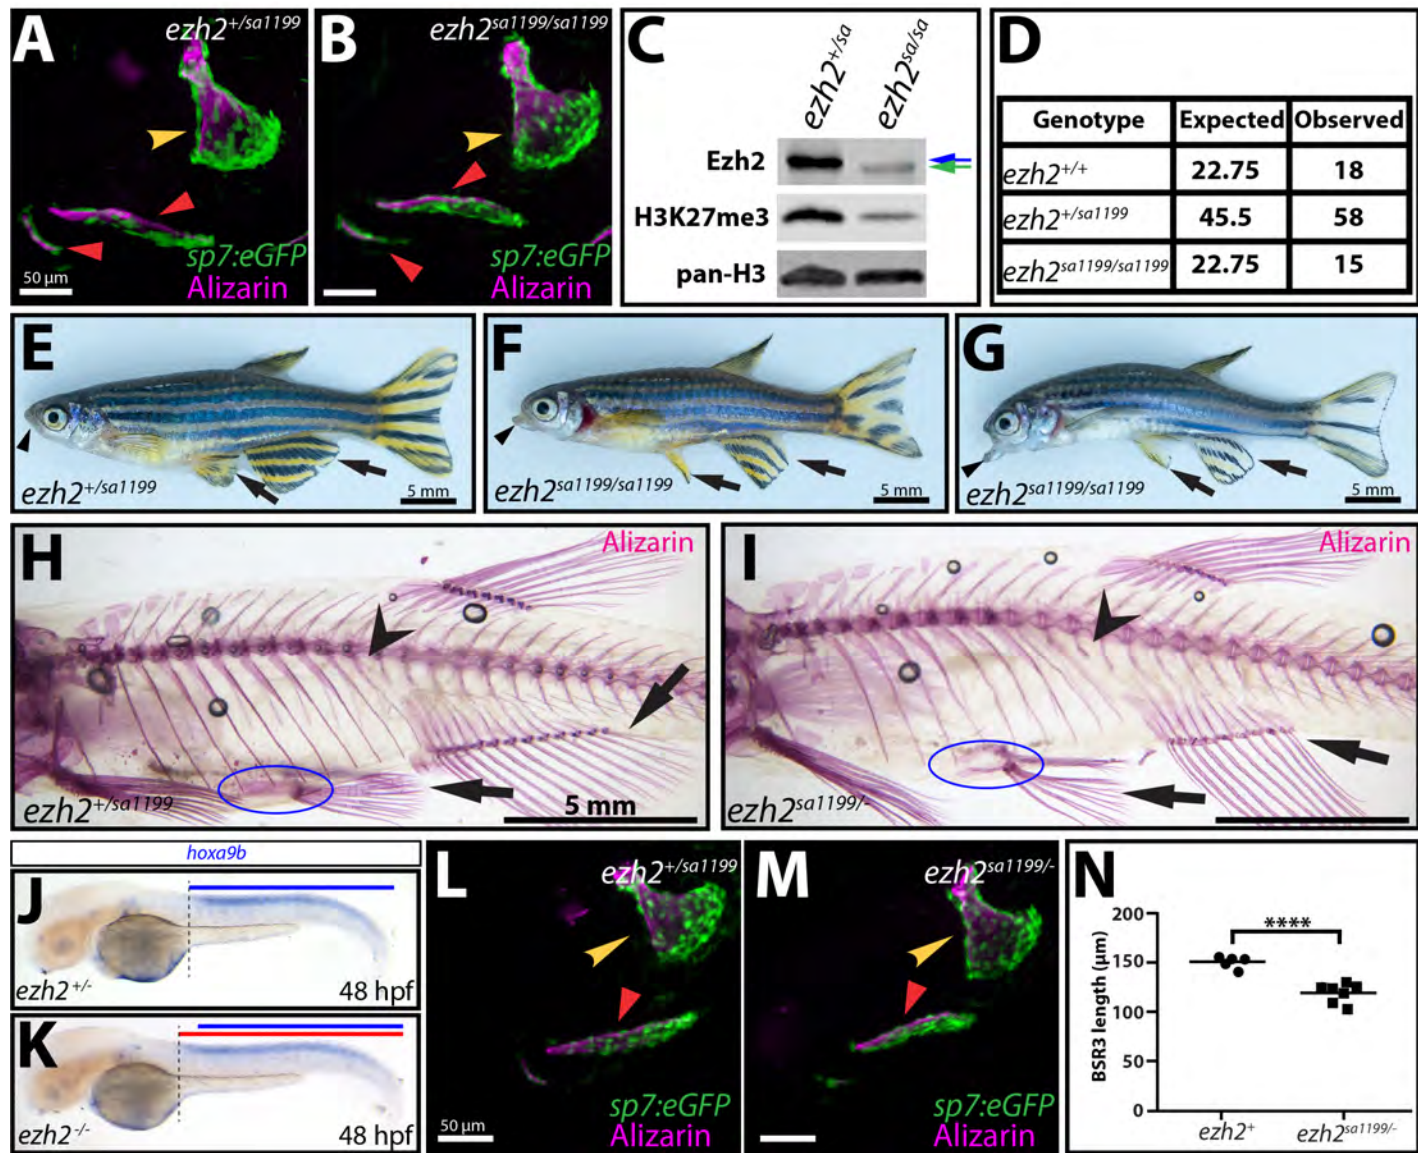 A
ezh2+/sa1199
sp7:eGFP
Alizarin
50 µm
B
ezh2sa1199/sa1199
sp7:eGFP
Alizarin
C
ezh2+/sa
ezh2sa/sa
Ezh2
H3K27me3
pan-H3
D
Genotype Expected Observed
ezh2+/+ 22.75 18
ezh2+/sa1199 45.5 58
ezh2sa1199/sa1199 22.75 15
E
ezh2+/sa1199
5 mm
F
ezh2sa1199/sa1199
5 mm
G
ezh2sa1199/sa1199
5 mm
H
Alizarin
ezh2+/sa1199
5 mm
I
Alizarin
ezh2sa1199/-
hoxa9b
J
ezh2+/-
48 hpf
K
ezh2-/-
48 hpf
L
ezh2+/sa1199
sp7:eGFP
Alizarin
50 µm
M
ezh2sa1199/-
sp7:eGFP
Alizarin
N
BSR3 length (µm)
200
150
100
50
0
****
ezh2+
ezh2sa1199/-